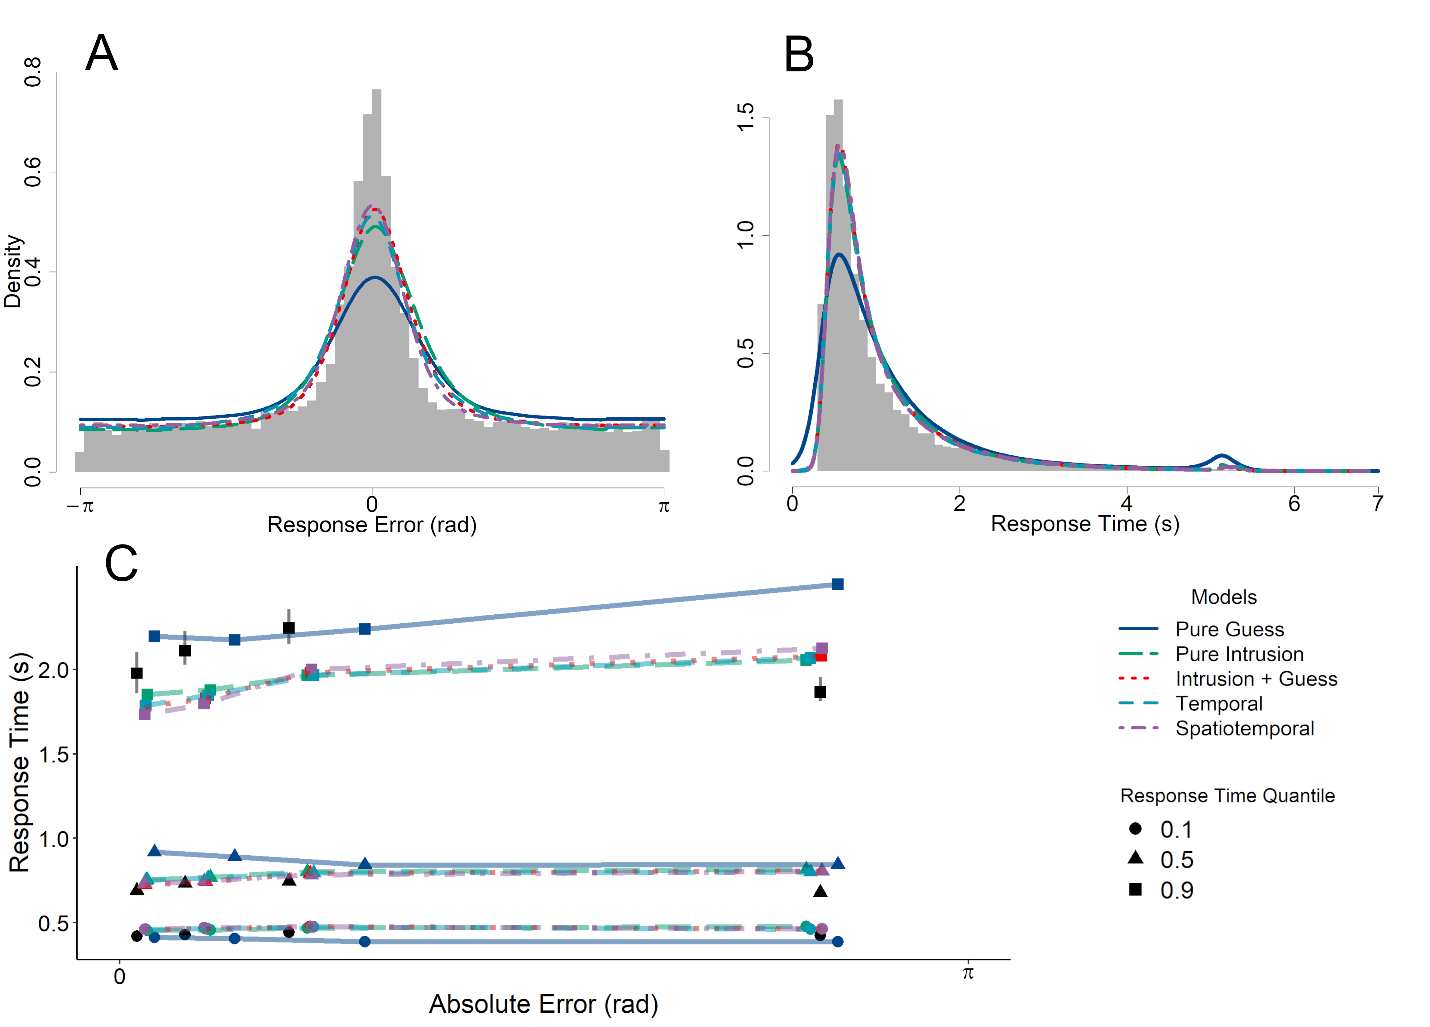 A
0.8
0.6
0.4
0.2
0.0
Density
−π
0
π
Response Error (rad)
B
1.5
1.0
0.5
0.0
0
2
4
6
7
Response Time (s)
C
2.0
1.5
1.0
0.5
Response Time (s)
0
π
Absolute Error (rad)
Models
Pure Guess
Pure Intrusion
Intrusion + Guess
Temporal
Spatiotemporal
Response Time Quantile
0.1
0.5
0.9